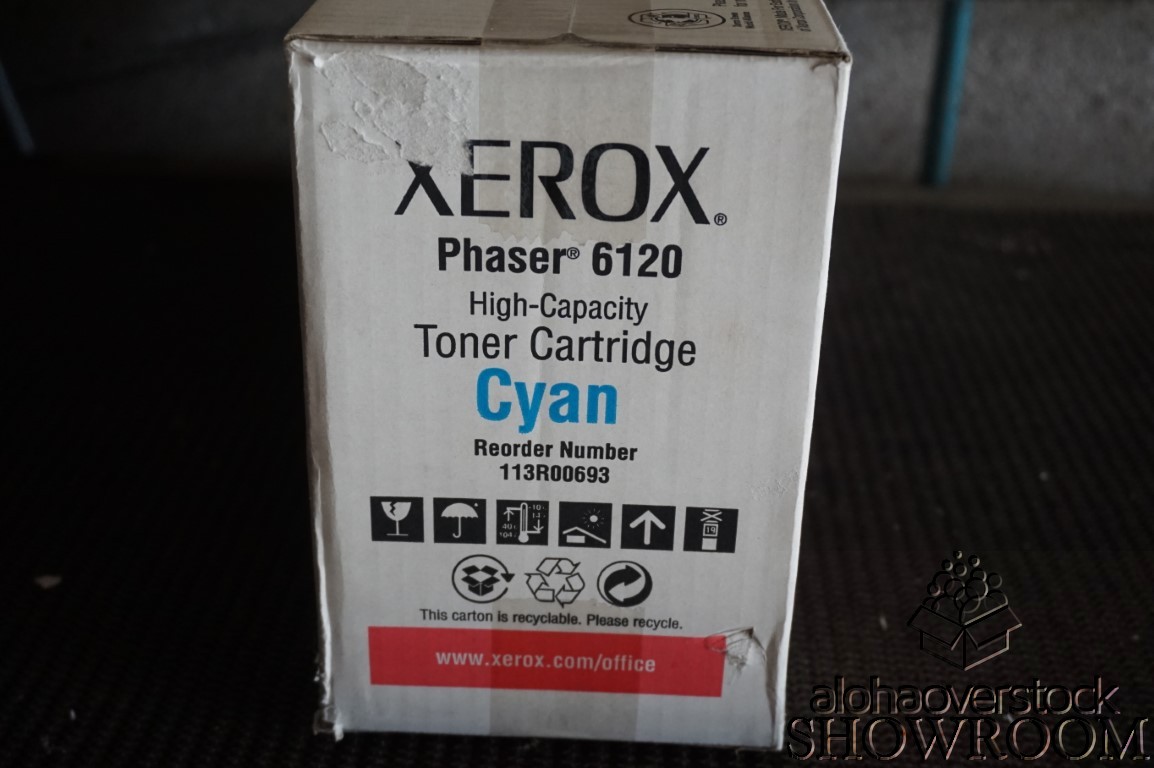 XEROX®
Phaser® 6120
High-Capacity
Toner Cartridge
Cyan
Reorder Number
113R00693
19
This carton is recyclable. Please recycle.
www.xerox.com/office
alohaoverstock
SHOWROOM